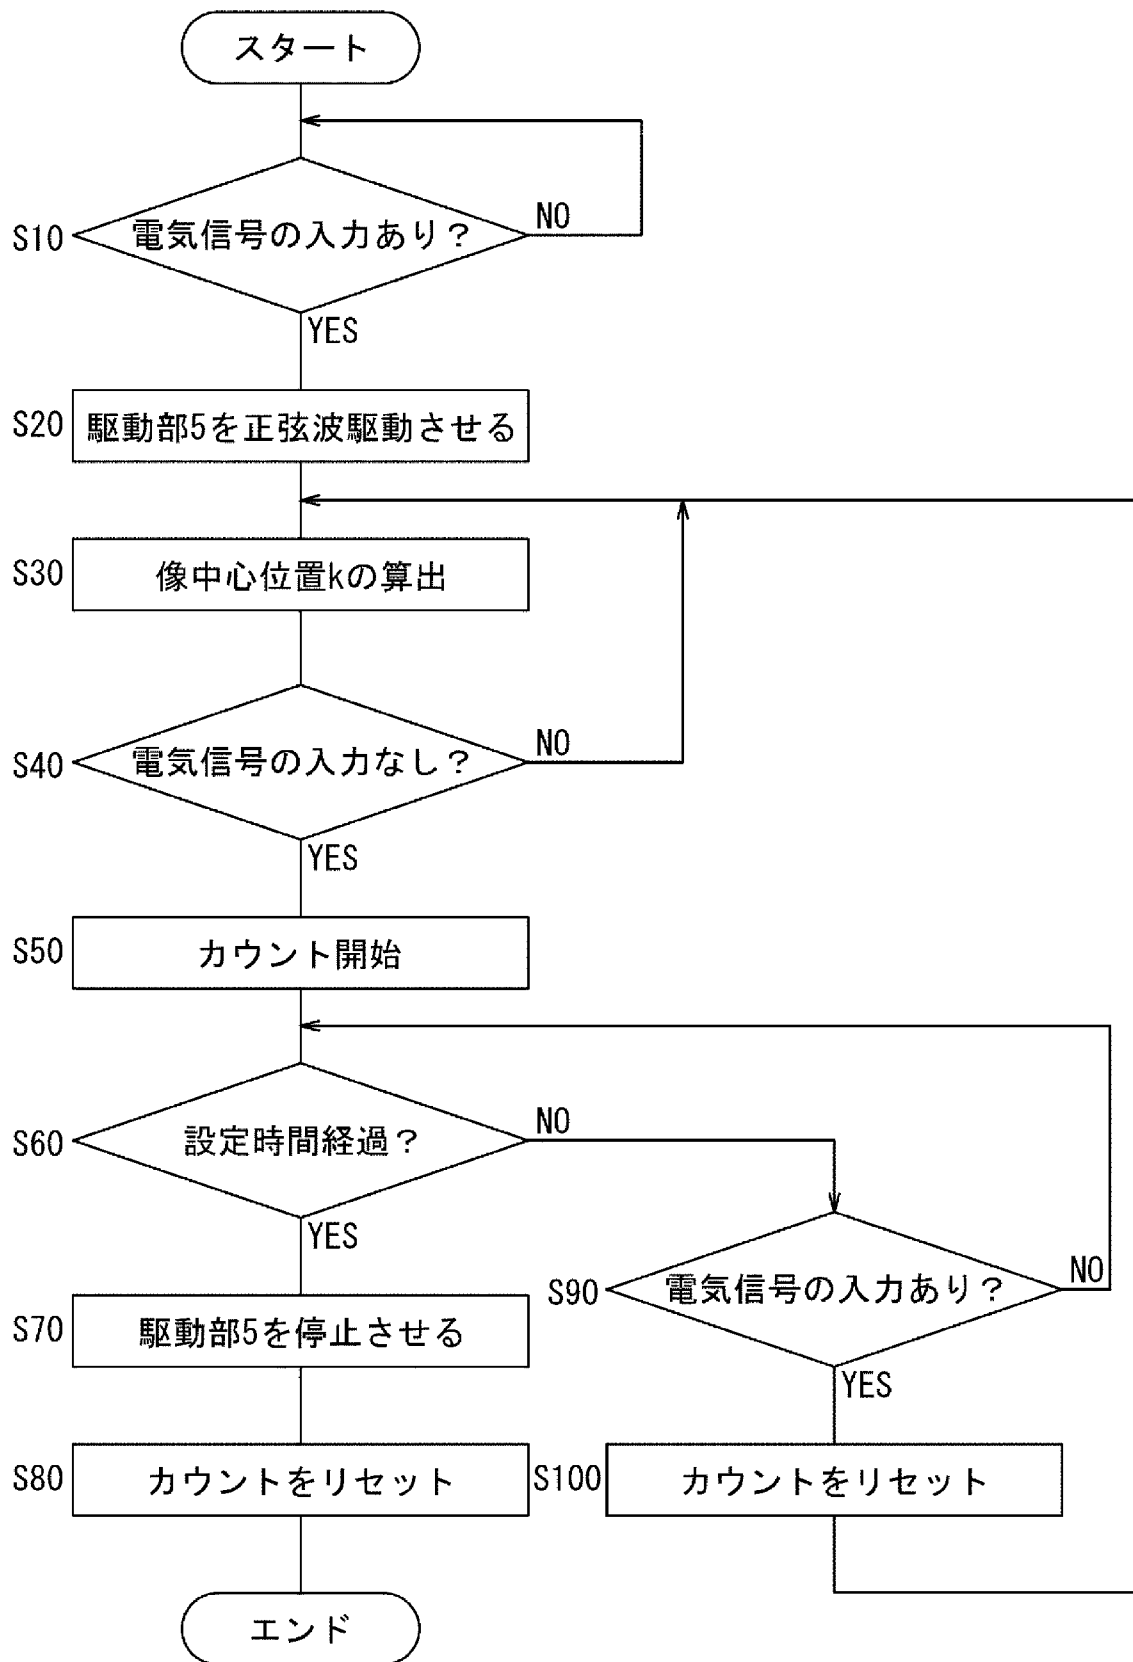 スタート
S10
電気信号の入力あり？
NO
YES
S20
駆動部5を正弦波駆動させる
S30
像中心位置kの算出
S40
電気信号の入力なし？
NO
YES
S50
カウント開始
S60
設定時間経過？
NO
YES
S90
電気信号の入力あり？
NO
YES
S70
駆動部5を停止させる
S80
カウントをリセット
S100
カウントをリセット
エンド